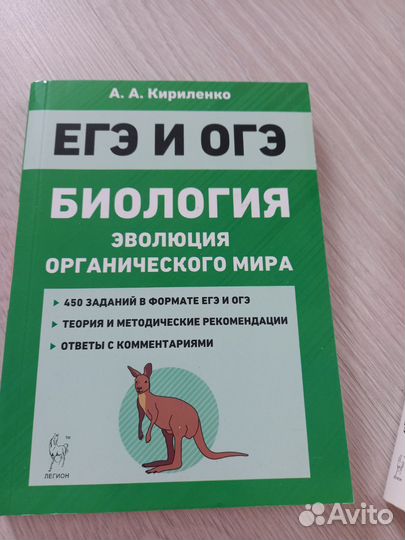 А. А. Кириленко
ЕГЭ И ОГЭ
БИОЛОГИЯ
ЭВОЛЮЦИЯ
ОРГАНИЧЕСКОГО МИРА
450 ЗАДАНИЙ В ФОРМАТЕ ЕГЭ И ОГЭ
ТЕОРИЯ И МЕТОДИЧЕСКИЕ РЕКОМЕНДАЦИИ
ОТВЕТЫ С КОММЕНТАРИЯМИ
TM
ЛЕГИОН
Avito